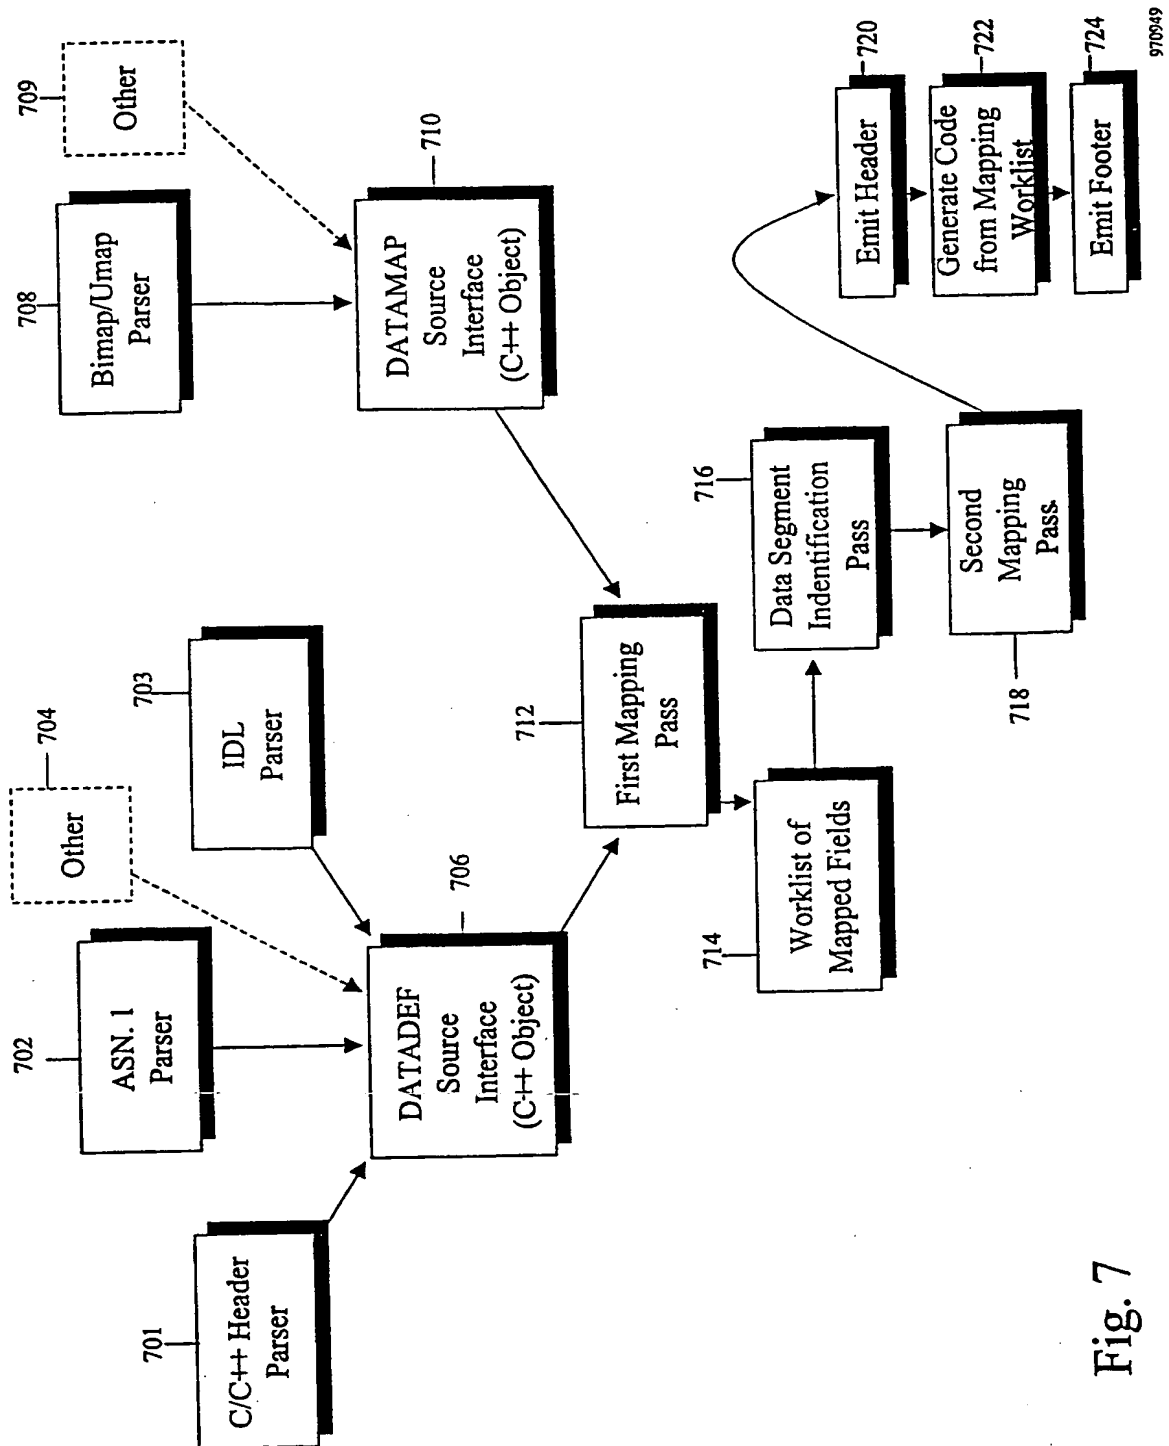 704
Other
702
ASN. 1
Parser
703
IDL
Parser
701
C/C++ Header
Parser
706
DATADEF
Source
Interface
(C++ Object)
708
Bimap/Umap
Parser
709
Other
710
DATAMAP
Source
Interface
(C++ Object)
712
First Mapping
Pass
714
Worklist of
Mapped Fields
716
Data Segment
Indentification
Pass
718
Second
Mapping
Pass.
720
Emit Header
722
Generate Code
from Mapping
Worklist
724
Emit Footer
Fig. 7
970949